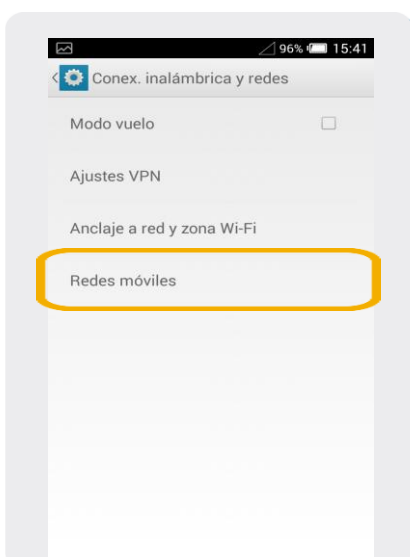 96% 15:41
Conex. inalámbrica y redes
Modo vuelo
Ajustes VPN
Anclaje a red y zona Wi-Fi
Redes móviles